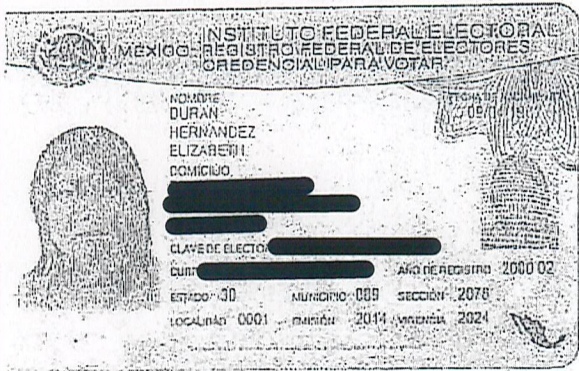 INSTITUTO FEDERAL ELECTORAL
MÉXICO REGISTRO FEDERAL DE ELECTORES
CREDENCIAL PARA VOTAR
NOMBRE
DURAN
HERNANDEZ
ELIZABETH
DOMICILIO
CLAVE DE ELECTOR
CURP AÑO DE REGISTRO 2000 02
ESTADO 30 MUNICIPIO 089 SECCIÓN 2078
LOCALIDAD 0001 EMISIÓN 2014 VIGENCIA 2024